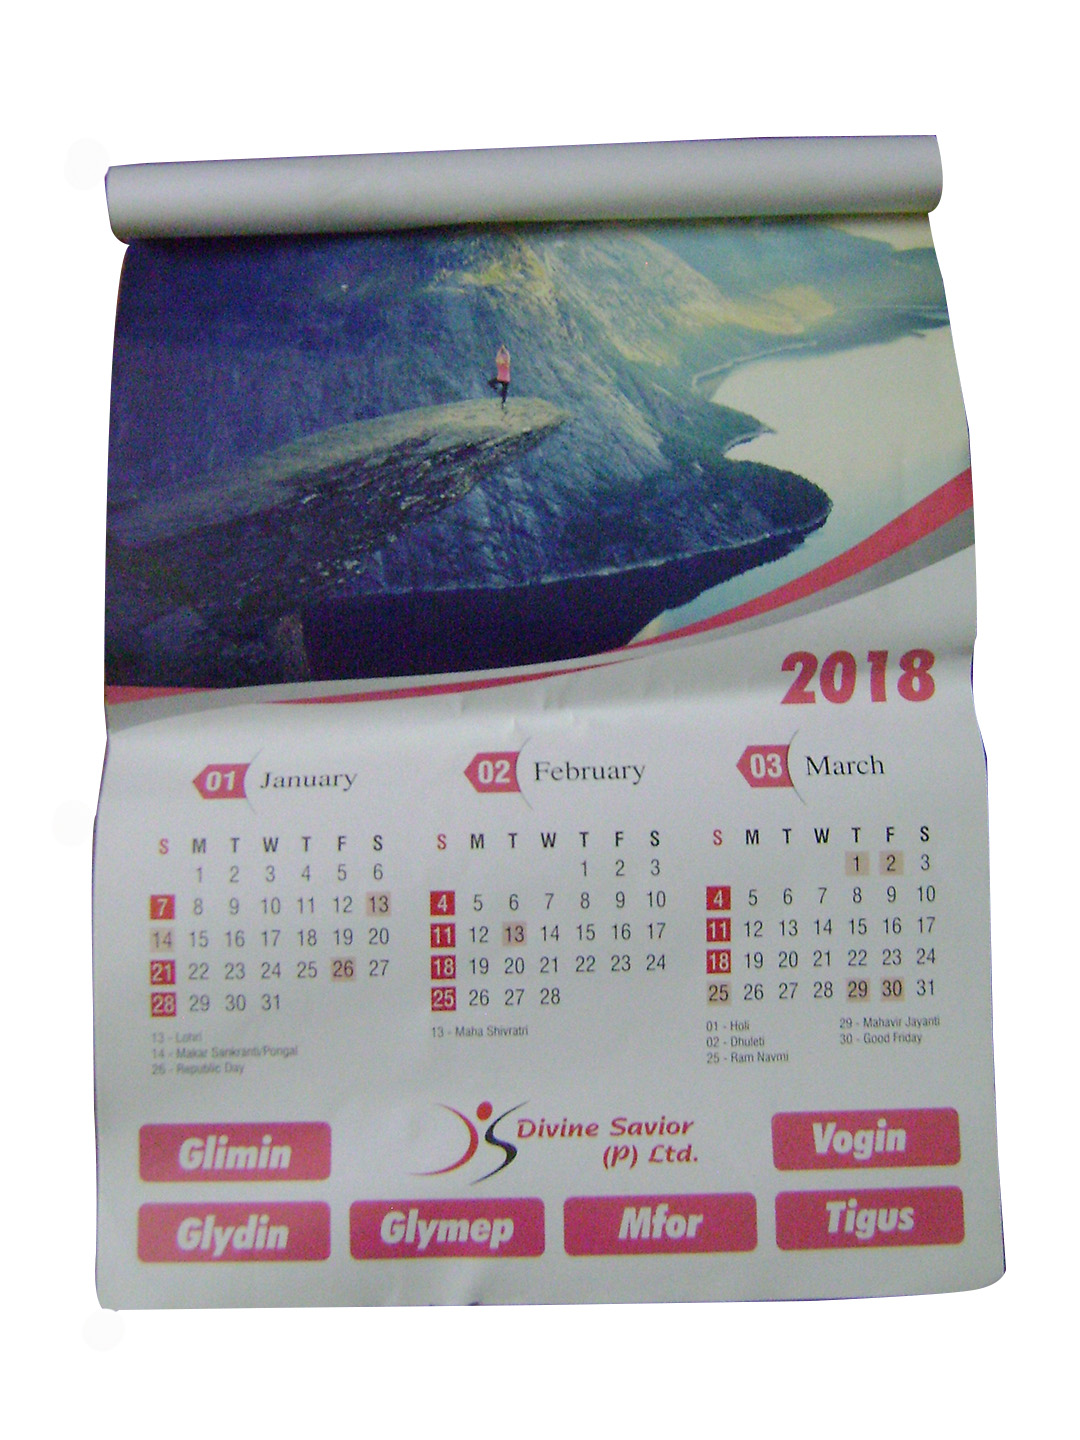 2018
01 January
S M T W T F S
1 2 3 4 5 6
7 8 9 10 11 12 13
14 15 16 17 18 19 20
21 22 23 24 25 26 27
28 29 30 31
13 - Lohri
14 - Makar Sankranti/Pongal
26 - Republic Day
02 February
S M T W T F S
1 2 3
4 5 6 7 8 9 10
11 12 13 14 15 16 17
18 19 20 21 22 23 24
25 26 27 28
13 - Maha Shivratri
03 March
S M T W T F S
1 2 3
4 5 6 7 8 9 10
11 12 13 14 15 16 17
18 19 20 21 22 23 24
25 26 27 28 29 30 31
01 - Holi
02 - Dhuleti
25 - Ram Navmi
29 - Mahavir Jayanti
30 - Good Friday
Divine Savior
(P) Ltd.
Glimin
Vogin
Glydin
Glymep
Mfor
Tigus